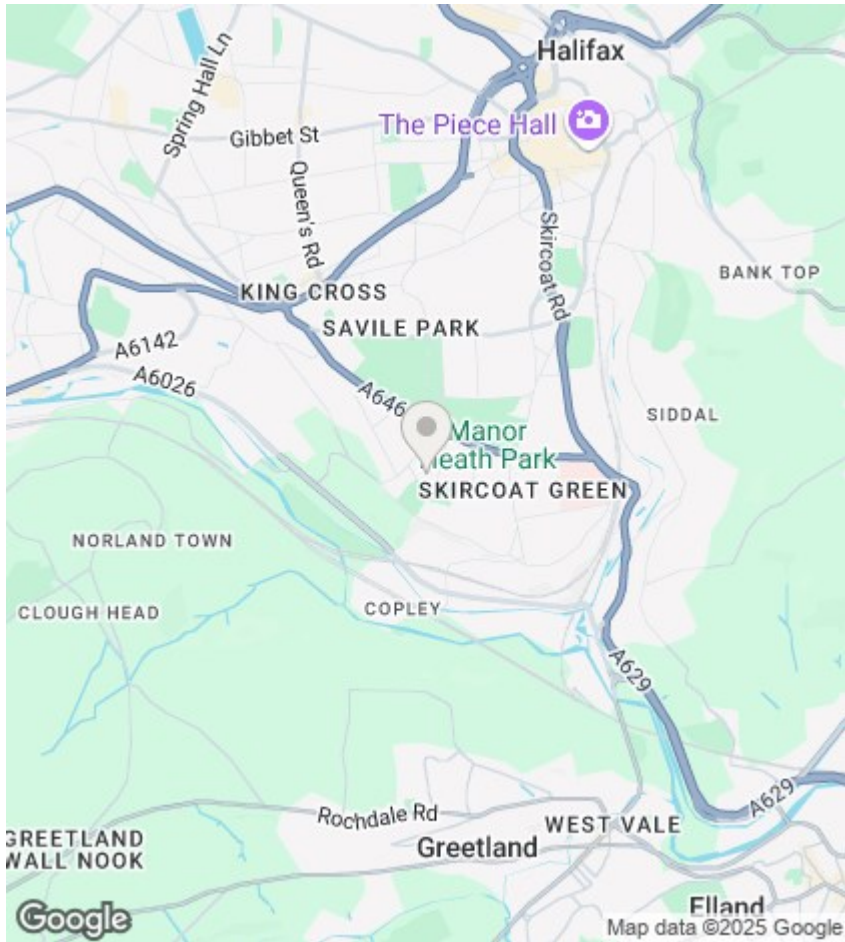 Halifax
Spring Hall Ln
The Piece Hall
Gibbet St
Queen's Rd
Skircoat Rd
BANK TOP
KING CROSS
SAVILE PARK
A6142
A6026
A646
SIDDAL
Manor
Heath Park
SKIRCOAT GREEN
NORLAND TOWN
CLOUGH HEAD
COPLEY
A629
A629
Rochdale Rd
WEST VALE
GREETLAND
WALL NOOK
Greetland
Elland
Google
Map data ©2025 Google